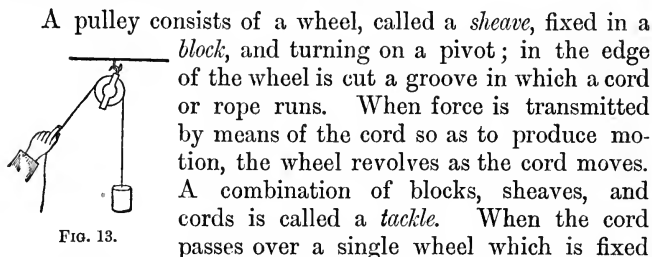 A pulley consists of a wheel, called a sheave, fixed in a
block, and turning on a pivot; in the edge
of the wheel is cut a groove in which a cord
or rope runs. When force is transmitted
by means of the cord so as to produce mo-
tion, the wheel revolves as the cord moves.
A combination of blocks, sheaves, and
cords is called a tackle. When the cord
passes over a single wheel which is fixed
FIG. 13.